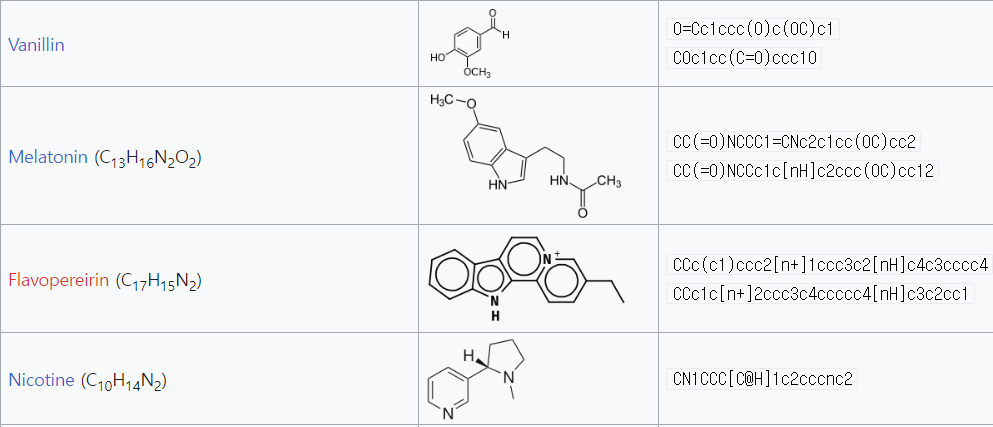 Vanillin
O
H
HO
OCH₃
O=Cc1ccc(O)c(OC)c1
COc1cc(C=O)ccc1O
Melatonin (C₁₃H₁₆N₂O₂)
H₃C
O
HN
HN
CH₃
O
CC(=O)NCCC1=CNc2c1cc(OC)cc2
CC(=O)NCCc1c[nH]c2ccc(OC)cc12
Flavopereirin (C₁₇H₁₅N₂)
N⁺
N
H
CCc(c1)ccc2[n+]1ccc3c2[nH]c4c3cccc4
CCc1c[n+]2ccc3c4ccccc4[nH]c3c2cc1
Nicotine (C₁₀H₁₄N₂)
H
N
N
CN1CCC[C@H]1c2cccnc2